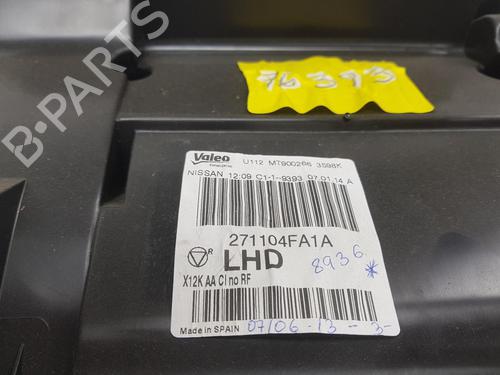 76393
Valeo
U112 MT900266 3598K
NISSAN 12:09 C1-1--9393 07.01.14 A
271104FA1A
R
LHD
8936 *
X12K AA CI no RF
Made in SPAIN
07/06-13-3-
B-PARTS